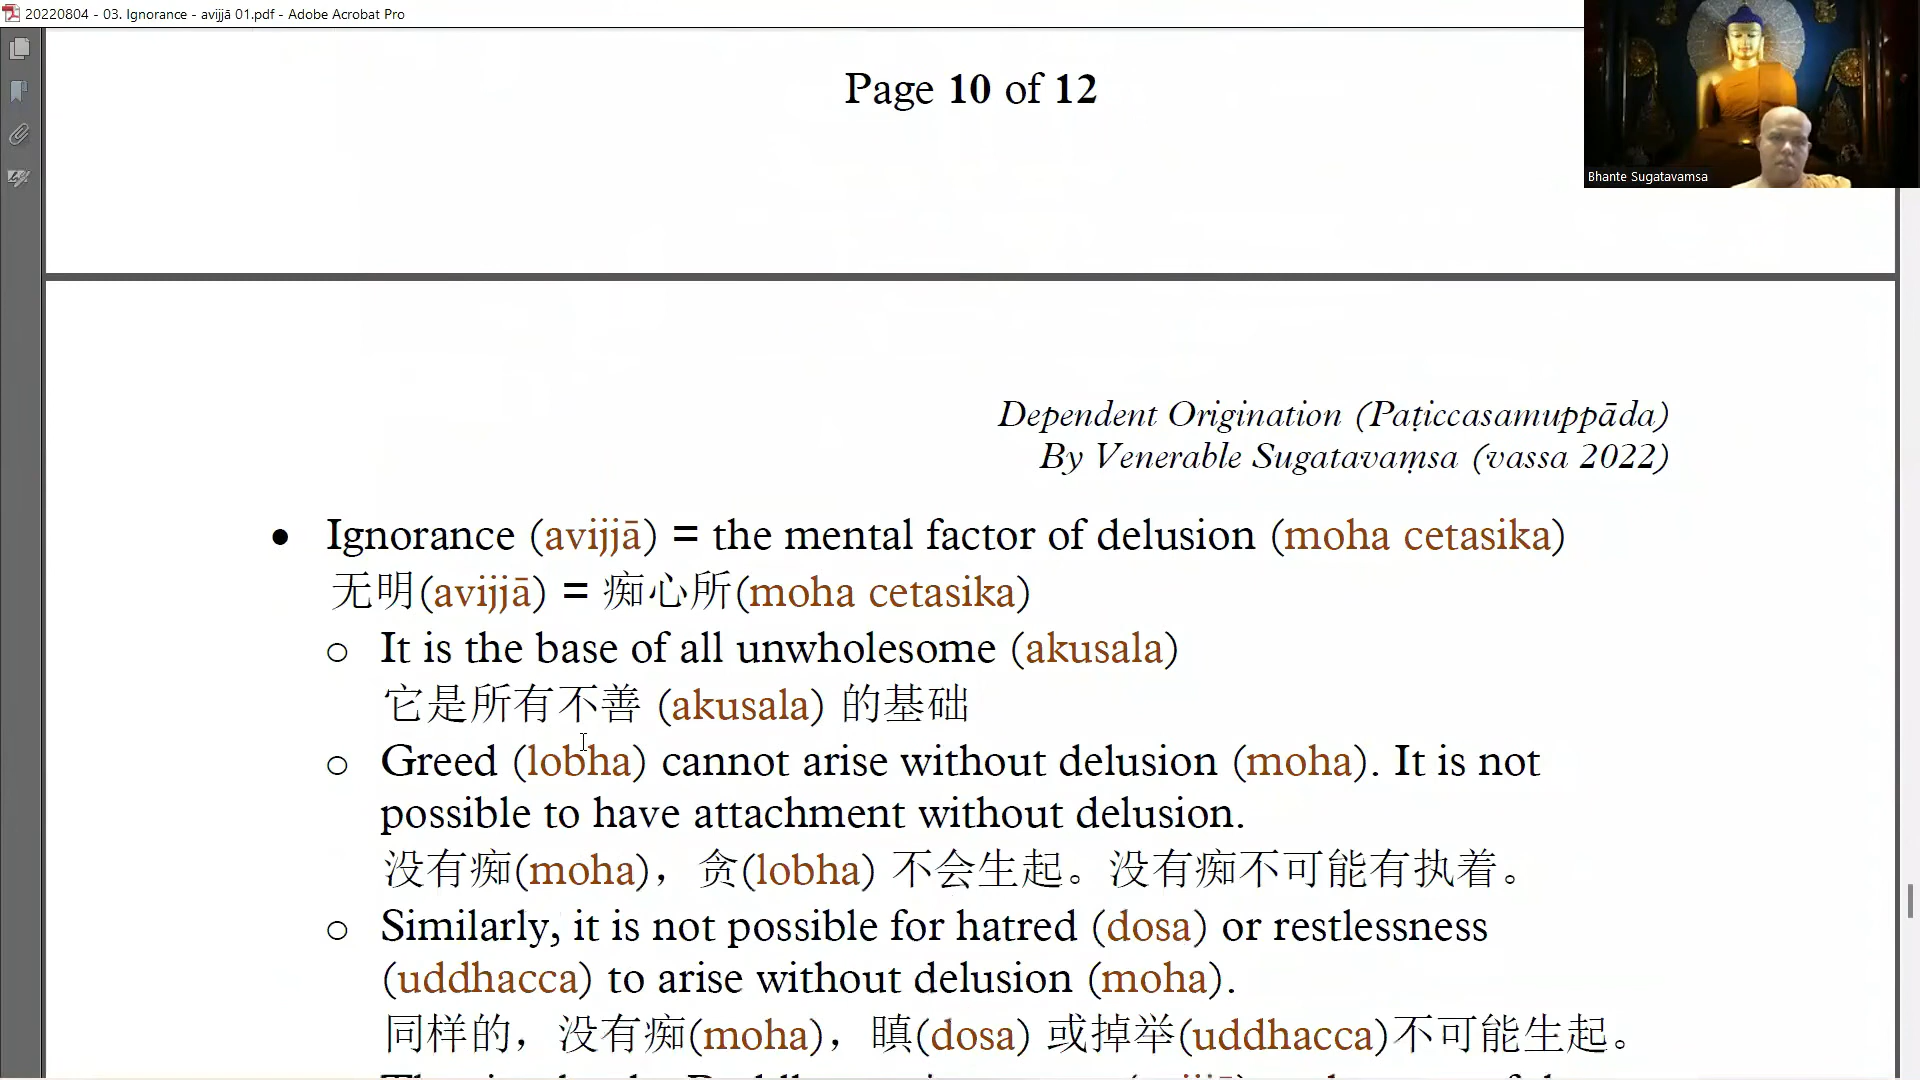 20220804 - 03. Ignorance - avijjā 01.pdf - Adobe Acrobat Pro
Page 10 of 12
Bhante Sugatavamsa
Dependent Origination (Paṭiccasamuppāda)
By Venerable Sugatavaṃsa (vassa 2022)
• Ignorance (avijjā) = the mental factor of delusion (moha cetasika)
无明(avijjā) = 痴心所(moha cetasika)
o It is the base of all unwholesome (akusala)
它是所有不善 (akusala) 的基础
o Greed (lobha) cannot arise without delusion (moha). It is not
possible to have attachment without delusion.
没有痴(moha)，贪(lobha) 不会生起。没有痴不可能有执着。
o Similarly, it is not possible for hatred (dosa) or restlessness
(uddhacca) to arise without delusion (moha).
同样的，没有痴(moha)，瞋(dosa) 或掉举(uddhacca)不可能生起。